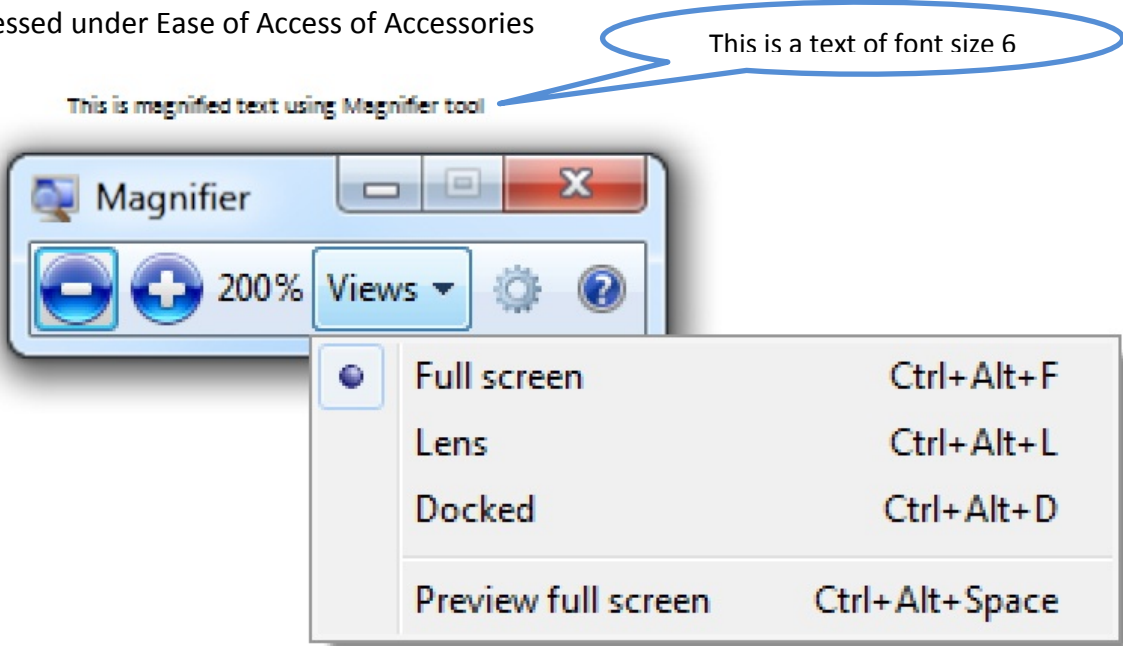 essed under Ease of Access of Accessories
This is a text of font size 6
This is magnified text using Magnifier tool
Magnifier
200% Views
Full screen Ctrl+Alt+F
Lens Ctrl+Alt+L
Docked Ctrl+Alt+D
Preview full screen Ctrl+Alt+Space